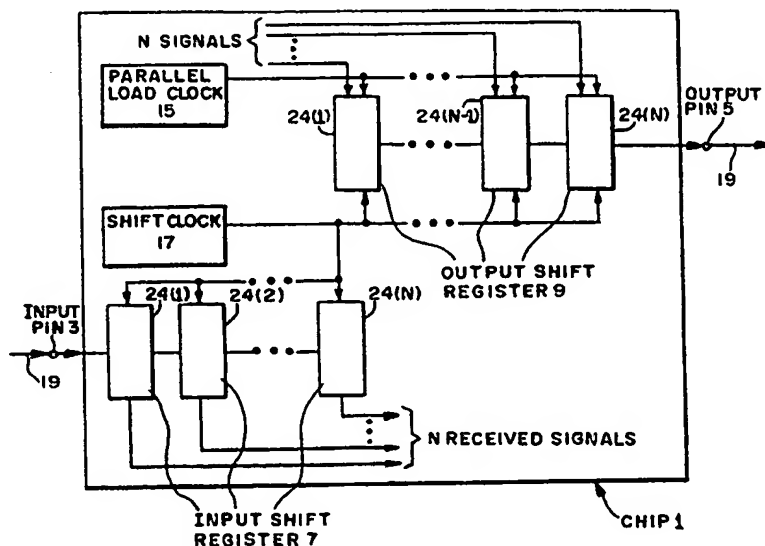 N SIGNALS
PARALLEL
LOAD CLOCK
15
24(1)
24(N-1)
24(N)
OUTPUT
PIN 5
19
SHIFT CLOCK
17
OUTPUT SHIFT
REGISTER 9
INPUT
PIN 3
19
24(1)
24(2)
24(N)
N RECEIVED SIGNALS
INPUT SHIFT
REGISTER 7
CHIP 1